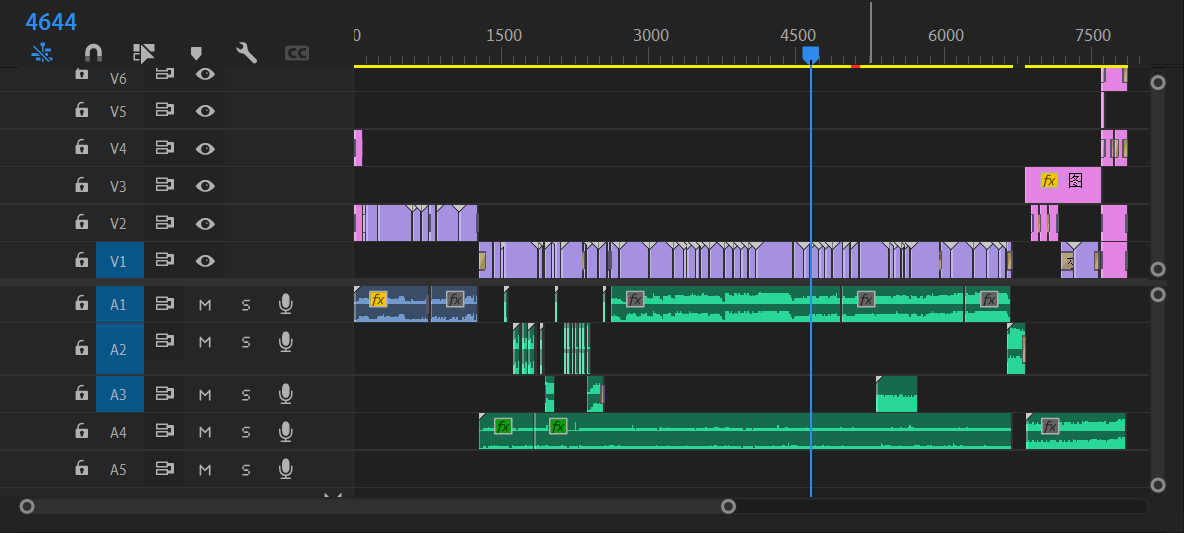 4644
0 1500 3000 4500 6000 7500
CC
V6
V5
V4
V3 fx 图
V2
V1
A1 M S fx fx fx fx fx
A2 M S
A3 M S
A4 M S fx fx fx
A5 M S